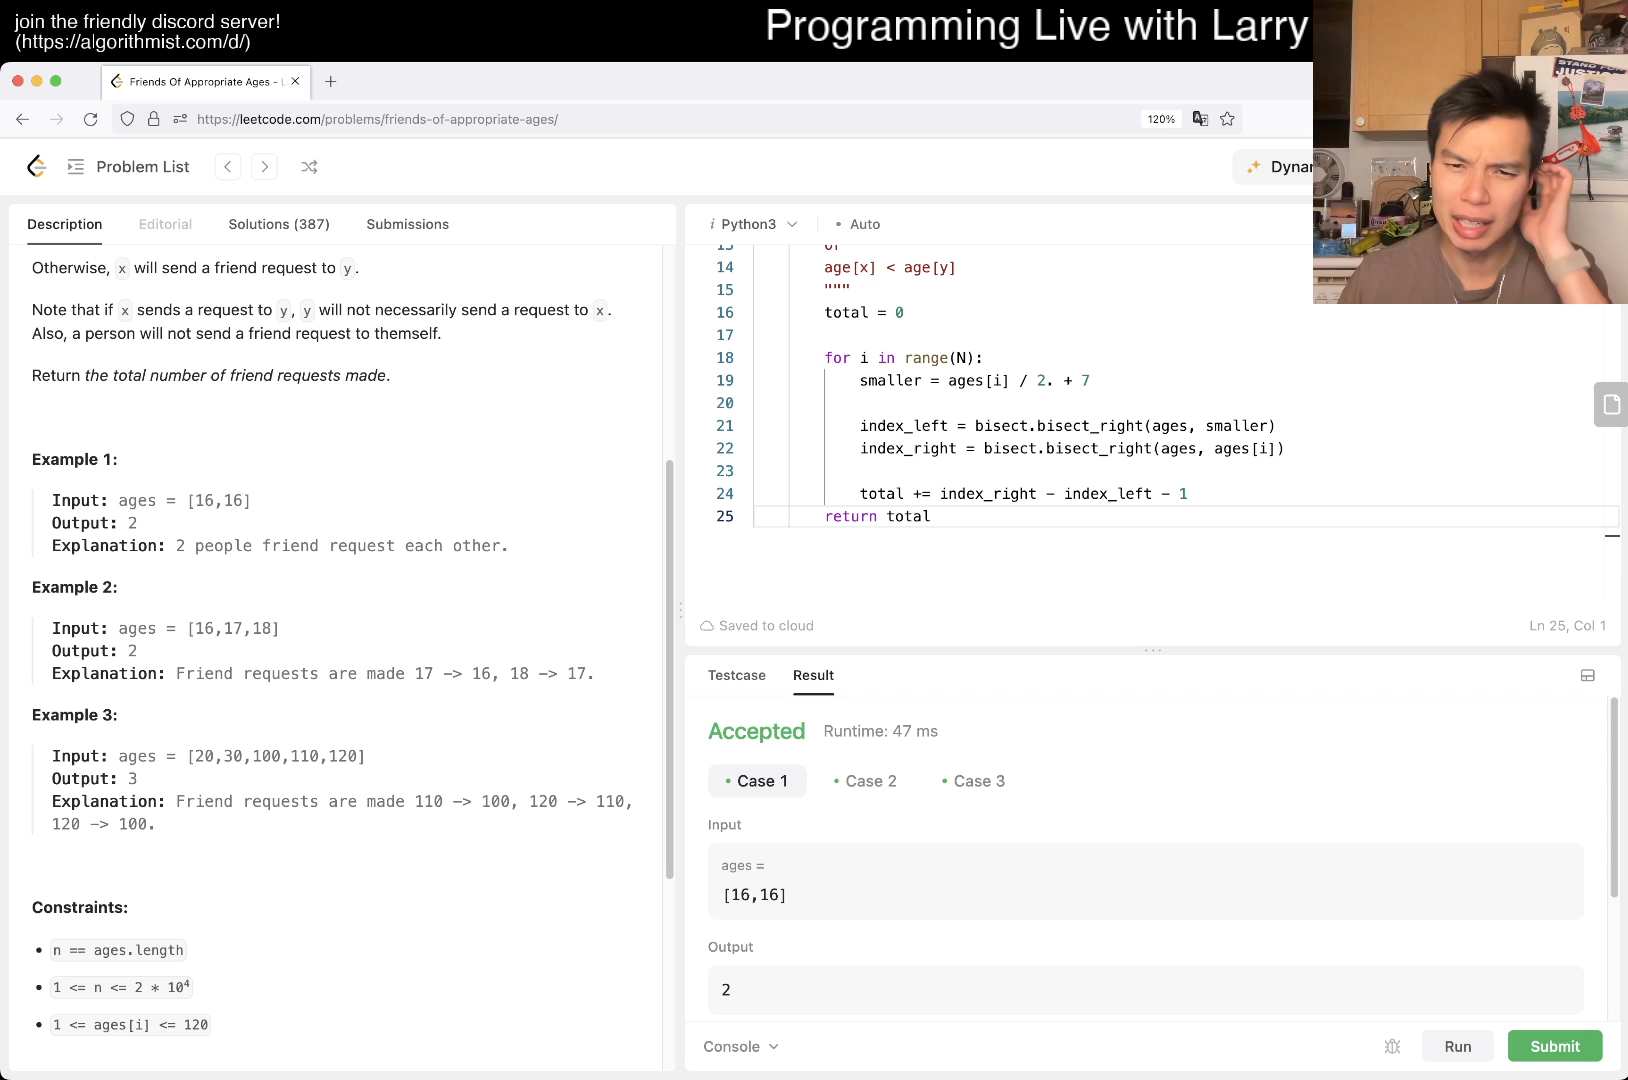 join the friendly discord server!
(https://algorithmist.com/d/)
Programming Live with Larry
Friends Of Appropriate Ages - L
https://leetcode.com/problems/friends-of-appropriate-ages/
120%
Problem List
Dynam
Description
Editorial
Solutions (387)
Submissions
Otherwise, x will send a friend request to y.
Note that if x sends a request to y, y will not necessarily send a request to x.
Also, a person will not send a friend request to themself.
Return the total number of friend requests made.
Example 1:
Input: ages = [16,16]
Output: 2
Explanation: 2 people friend request each other.
Example 2:
Input: ages = [16,17,18]
Output: 2
Explanation: Friend requests are made 17 -> 16, 18 -> 17.
Example 3:
Input: ages = [20,30,100,110,120]
Output: 3
Explanation: Friend requests are made 110 -> 100, 120 -> 110,
120 -> 100.
Constraints:
• n == ages.length
• 1 <= n <= 2 * 10⁴
• 1 <= ages[i] <= 120
i Python3
• Auto
13 or
14 age[x] < age[y]
15 """
16 total = 0
17
18 for i in range(N):
19 smaller = ages[i] / 2. + 7
20
21 index_left = bisect.bisect_right(ages, smaller)
22 index_right = bisect.bisect_right(ages, ages[i])
23
24 total += index_right - index_left - 1
25 return total
Saved to cloud
Ln 25, Col 1
Testcase
Result
Accepted
Runtime: 47 ms
• Case 1
• Case 2
• Case 3
Input
ages =
[16,16]
Output
2
Console
Run
Submit
STAND FOR
JUSTICE